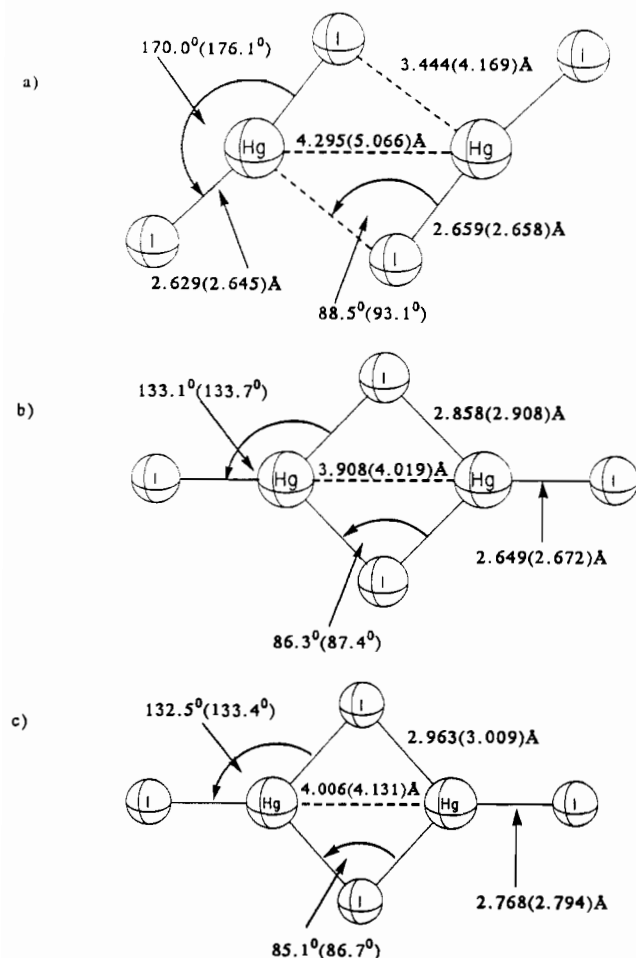 a)
170.0⁰(176.1⁰)
I
I
3.444(4.169)Å
Hg
4.295(5.066)Å
Hg
I
I
2.659(2.658)Å
2.629(2.645)Å
88.5⁰(93.1⁰)
b)
133.1⁰(133.7⁰)
I
2.858(2.908)Å
I
Hg
3.908(4.019)Å
Hg
I
I
2.649(2.672)Å
86.3⁰(87.4⁰)
c)
132.5⁰(133.4⁰)
I
2.963(3.009)Å
I
Hg
4.006(4.131)Å
Hg
I
I
2.768(2.794)Å
85.1⁰(86.7⁰)